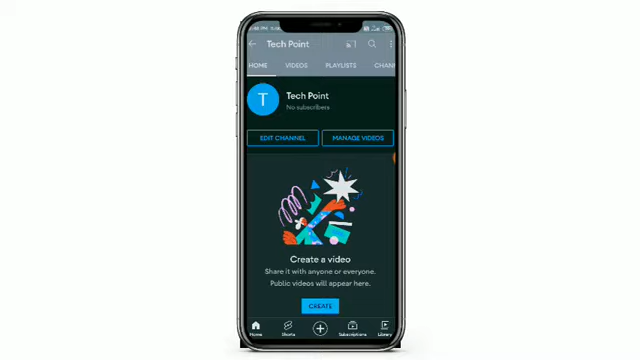 Tech Point
HOME VIDEOS PLAYLISTS CHAN
T
Tech Point
No subscribers
EDIT CHANNEL MANAGE VIDEOS
Create a video
Share it with anyone or everyone.
Public videos will appear here.
CREATE
Home Shorts Subscriptions Library